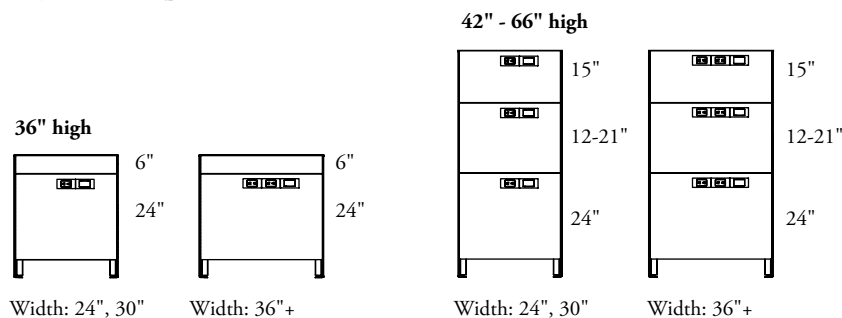 42" - 66" high
15"
15"
36" high
12-21"
12-21"
6"
6"
24"
24"
24"
24"
Width: 24", 30"
Width: 36"+
Width: 24", 30"
Width: 36"+